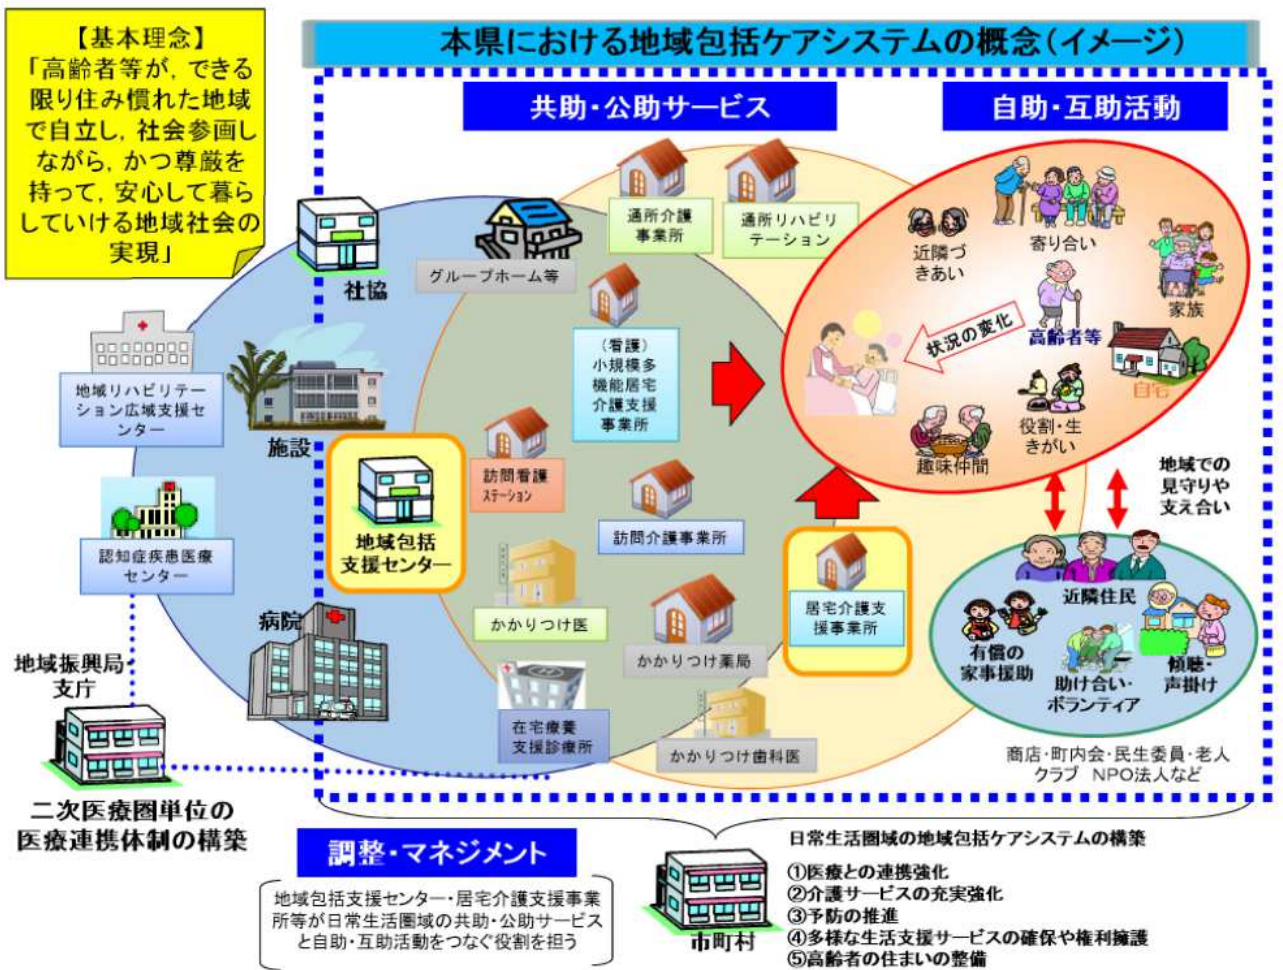 【基本理念】
「高齢者等が，できる
限り住み慣れた地域
で自立し，社会参画し
ながら，かつ尊厳を
持って，安心して暮ら
していける地域社会の
実現」
本県における地域包括ケアシステムの概念（イメージ）
共助・公助サービス
自助・互助活動
社協
グループホーム等
通所介護
事業所
通所リハビリ
テーション
近隣づ
きあい
寄り合い
家族
高齢者等
状況の変化
自宅
役割・生
きがい
趣味仲間
地域リハビリテー
ション広域支援セ
ンター
施設
（看護）
小規模多
機能居宅
介護支援
事業所
訪問看護
ステーション
地域包括
支援センター
訪問介護事業所
認知症疾患医療
センター
病院
かかりつけ医
かかりつけ薬局
居宅介護支
援事業所
在宅療養
支援診療所
かかりつけ歯科医
地域での
見守りや
支え合い
近隣住民
有償の
家事援助
助け合い・
ボランティア
傾聴・
声掛け
商店・町内会・民生委員・老人
クラブ　NPO法人など
地域振興局・
支庁
二次医療圏単位の
医療連携体制の構築
調整・マネジメント
地域包括支援センター・居宅介護支援事業
所等が日常生活圏域の共助・公助サービス
と自助・互助活動をつなぐ役割を担う
市町村
日常生活圏域の地域包括ケアシステムの構築
①医療との連携強化
②介護サービスの充実強化
③予防の推進
④多様な生活支援サービスの確保や権利擁護
⑤高齢者の住まいの整備